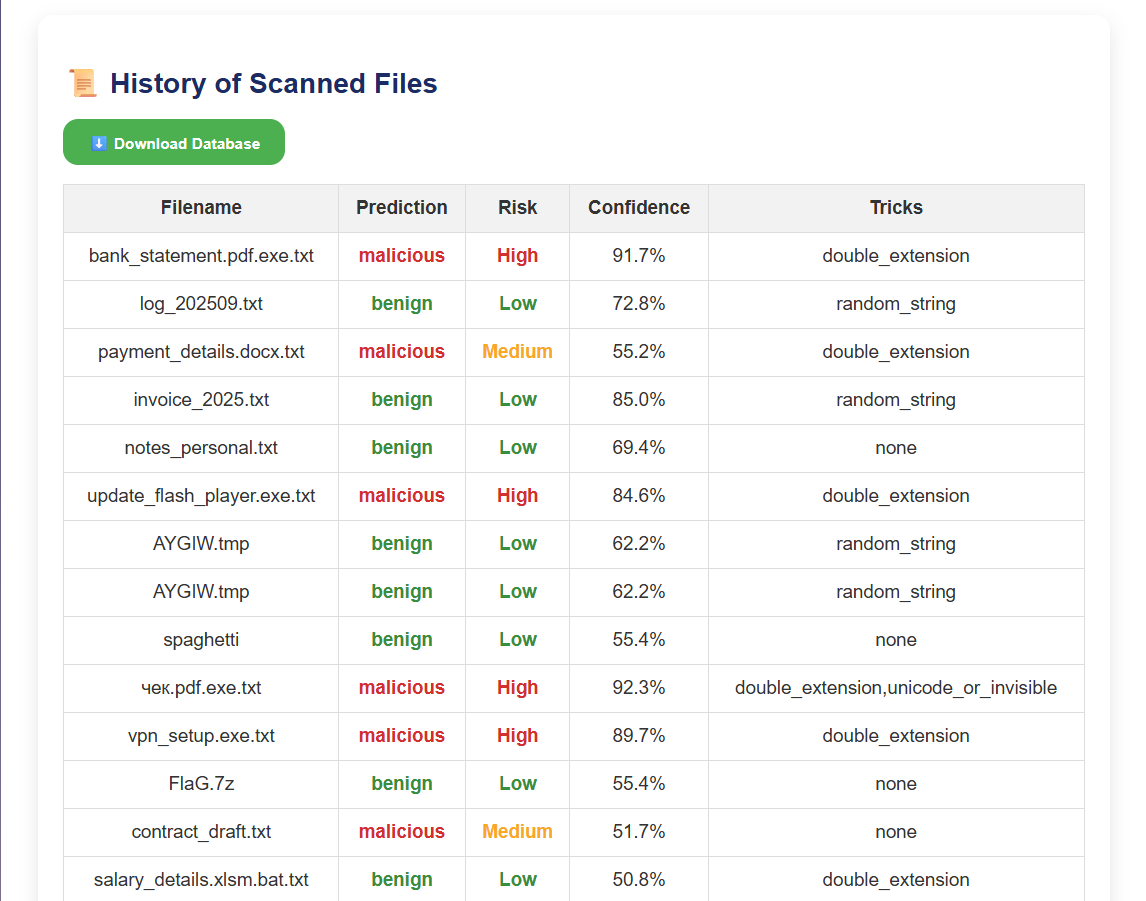 📜 History of Scanned Files
⬇️ Download Database
Filename Prediction Risk Confidence Tricks
bank_statement.pdf.exe.txt malicious High 91.7% double_extension
log_202509.txt benign Low 72.8% random_string
payment_details.docx.txt malicious Medium 55.2% double_extension
invoice_2025.txt benign Low 85.0% random_string
notes_personal.txt benign Low 69.4% none
update_flash_player.exe.txt malicious High 84.6% double_extension
AYGIW.tmp benign Low 62.2% random_string
AYGIW.tmp benign Low 62.2% random_string
spaghetti benign Low 55.4% none
чек.pdf.exe.txt malicious High 92.3% double_extension,unicode_or_invisible
vpn_setup.exe.txt malicious High 89.7% double_extension
FlaG.7z benign Low 55.4% none
contract_draft.txt malicious Medium 51.7% none
salary_details.xlsm.bat.txt benign Low 50.8% double_extension